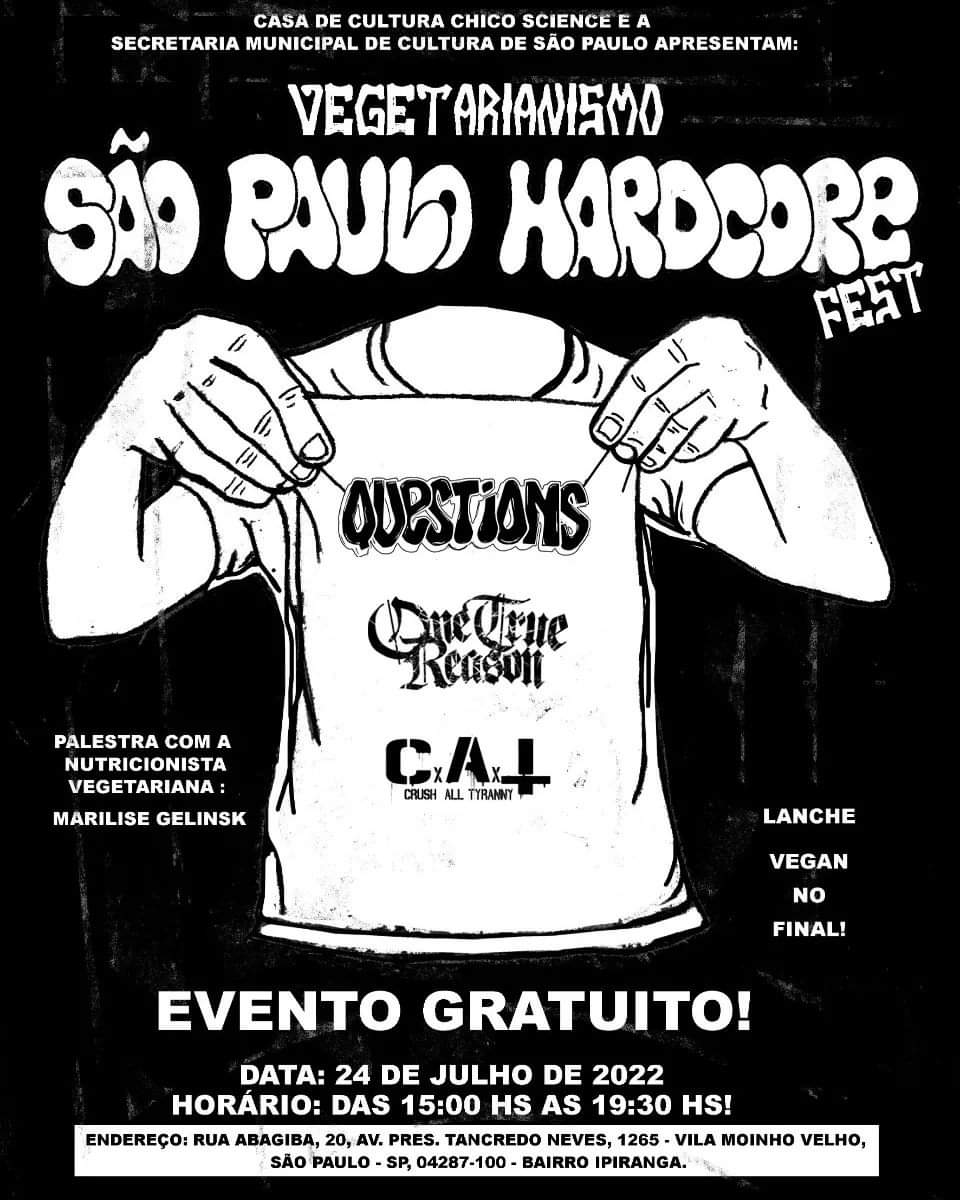 CASA DE CULTURA CHICO SCIENCE E A
SECRETARIA MUNICIPAL DE CULTURA DE SÃO PAULO APRESENTAM:
VEGETARIANISMO
SÃO PAULO HARDCORE
FEST
QUESTIONS
One True
Reason
CxAxT
CRUSH ALL TYRANNY
PALESTRA COM A
NUTRICIONISTA
VEGETARIANA :
MARILISE GELINSK
LANCHE
VEGAN
NO
FINAL!
EVENTO GRATUITO!
DATA: 24 DE JULHO DE 2022
HORÁRIO: DAS 15:00 HS AS 19:30 HS!
ENDEREÇO: RUA ABAGIBA, 20, AV. PRES. TANCREDO NEVES, 1265 - VILA MOINHO VELHO,
SÃO PAULO - SP, 04287-100 - BAIRRO IPIRANGA.